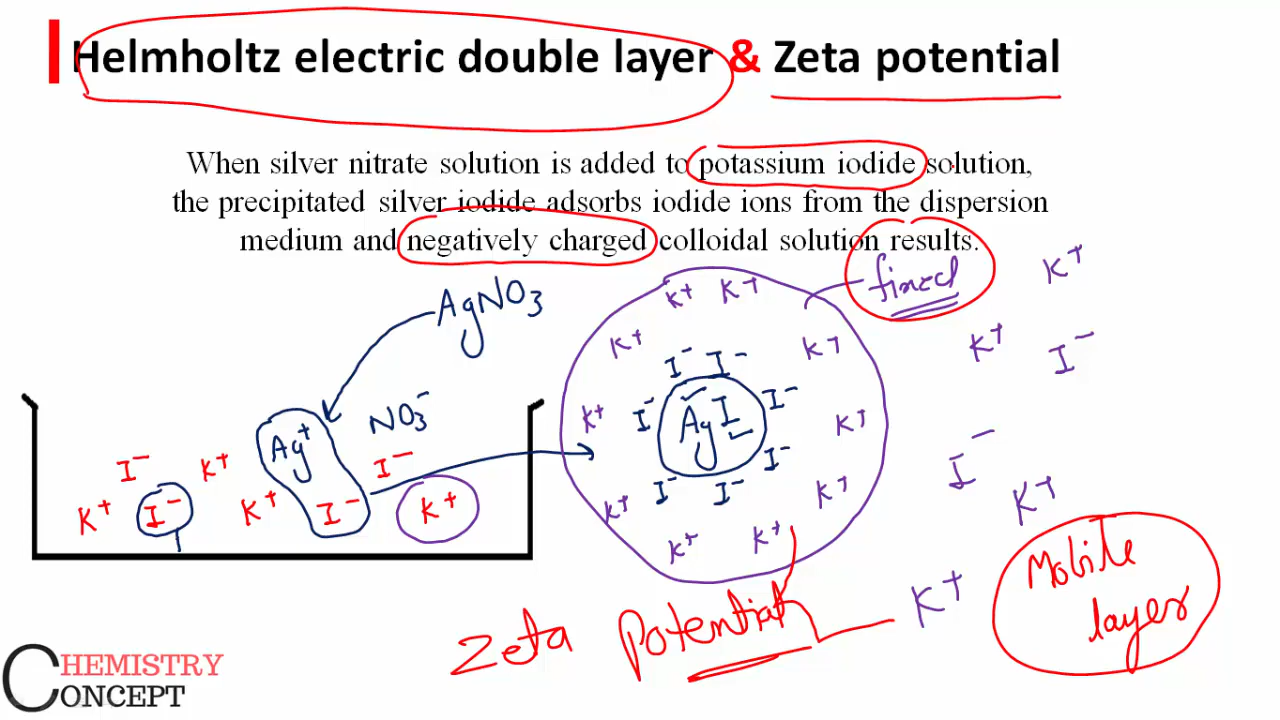 Helmholtz electric double layer & Zeta potential
When silver nitrate solution is added to potassium iodide solution,
the precipitated silver iodide adsorbs iodide ions from the dispersion
medium and negatively charged colloidal solution results.
AgNO3
fixed
K+
K+ K+
K+
K+
K+
I-
I- I-
NO3-
Ag+
K+
I-
AgI
I-
K+
I-
K+
I-
I-
I-
K+
K+
I-
K+
I-
K+
I-
I-
K+
K+
K+
I-
K+
K+
K+
Mobile
layer
K+
Zeta Potential
CHEMISTRY
CONCEPT